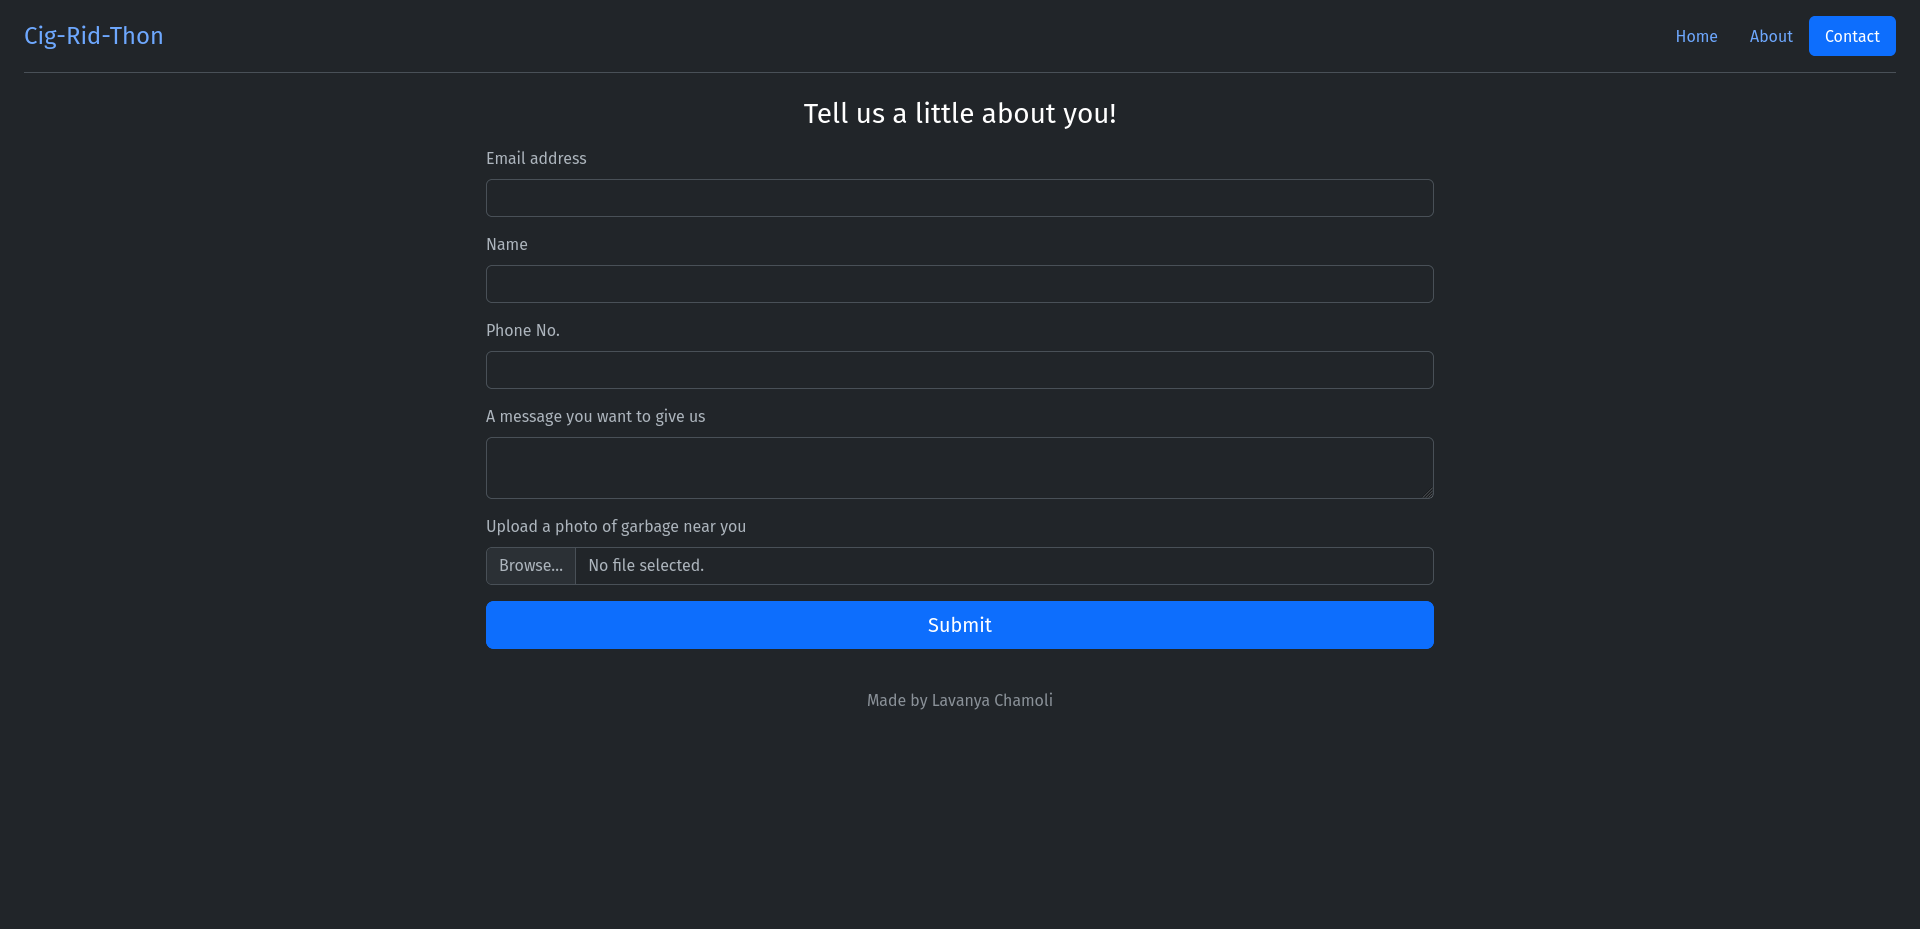 Cig-Rid-Thon
Home
About
Contact
Tell us a little about you!
Email address
Name
Phone No.
A message you want to give us
Upload a photo of garbage near you
Browse...
No file selected.
Submit
Made by Lavanya Chamoli